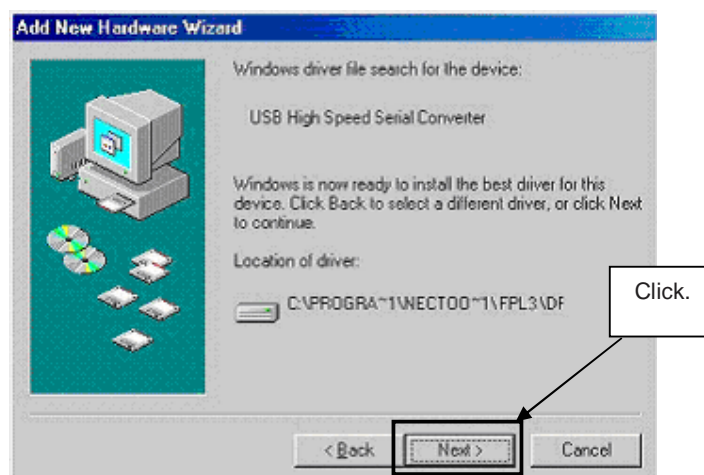 Add New Hardware Wizard
Windows driver file search for the device:
USB High Speed Serial Converter
Windows is now ready to install the best driver for this
device. Click Back to select a different driver, or click Next
to continue.
Location of driver:
C:\PROGRA~1\NECTOO~1\FPL3\DF
Click.
< Back
Next >
Cancel